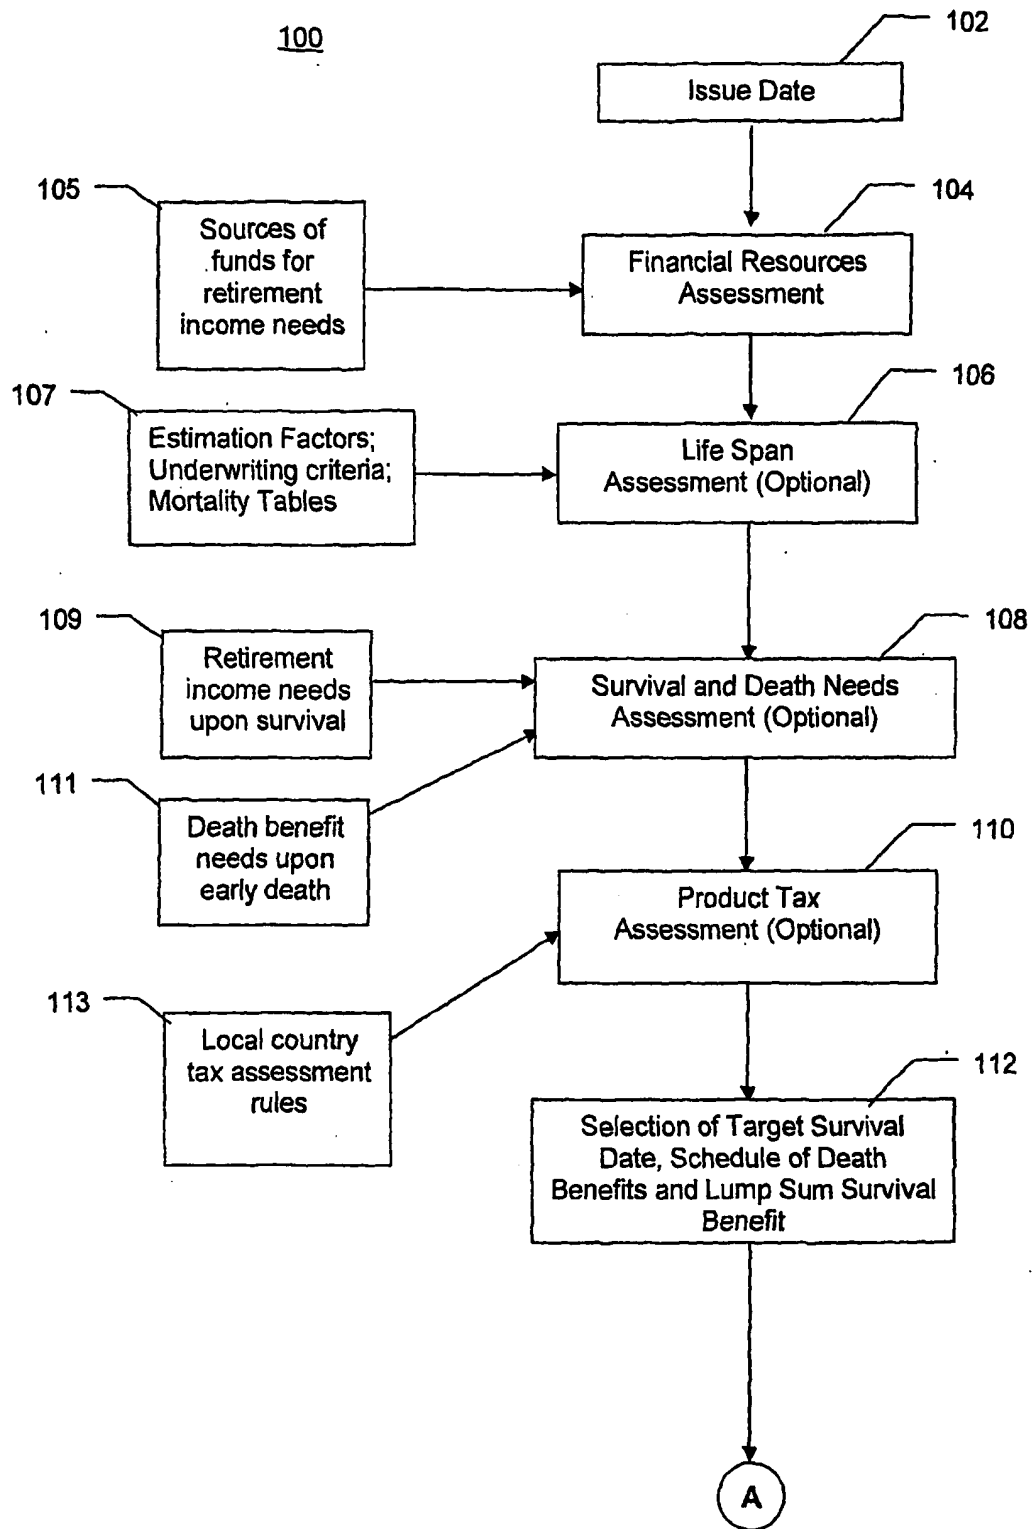 100
102
Issue Date
105
104
Sources of
funds for
retirement
income needs
Financial Resources
Assessment
107
106
Estimation Factors;
Underwriting criteria;
Mortality Tables
Life Span
Assessment (Optional)
109
108
Retirement
income needs
upon survival
Survival and Death Needs
Assessment (Optional)
111
110
Death benefit
needs upon
early death
Product Tax
Assessment (Optional)
113
112
Local country
tax assessment
rules
Selection of Target Survival
Date, Schedule of Death
Benefits and Lump Sum Survival
Benefit
A